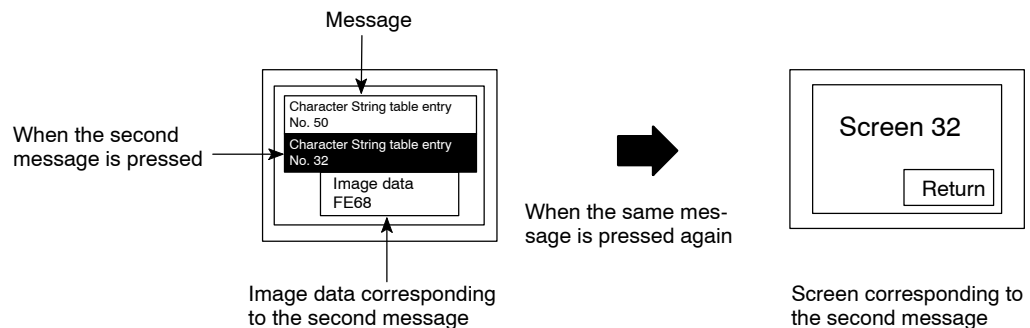 Message
Character String table entry
No. 50
Character String table entry
No. 32
Image data
FE68
When the second
message is pressed
Image data corresponding
to the second message
When the same mes-
sage is pressed again
Screen 32
Return
Screen corresponding to
the second message